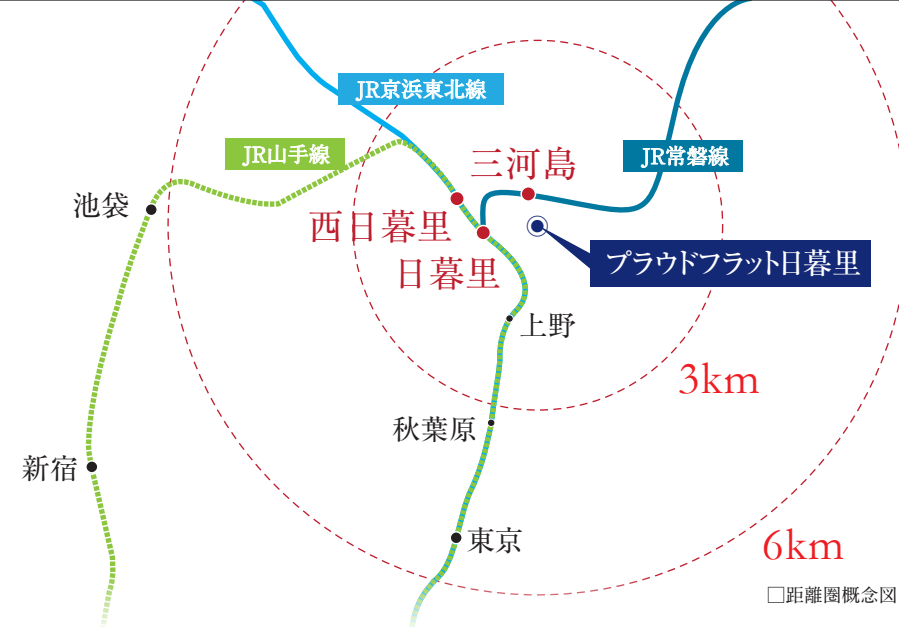 JR京浜東北線
JR山手線
JR常磐線
三河島
池袋
西日暮里
プラウドフラット日暮里
日暮里
上野
3km
秋葉原
新宿
東京
6km
□距離圏概念図